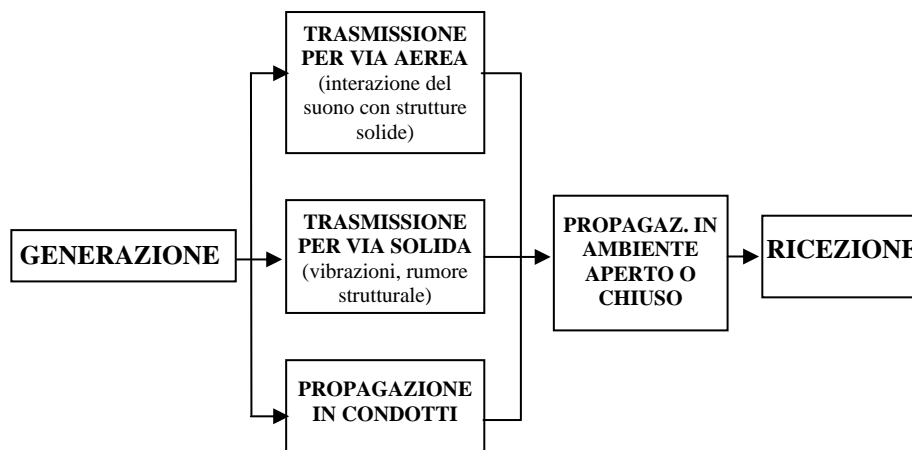 GENERAZIONE
TRASMISSIONE
PER VIA AEREA
(interazione del
suono con strutture
solide)
TRASMISSIONE
PER VIA SOLIDA
(vibrazioni, rumore
strutturale)
PROPAGAZIONE
IN CONDOTTI
PROPAGAZ. IN
AMBIENTE
APERTO O
CHIUSO
RICEZIONE